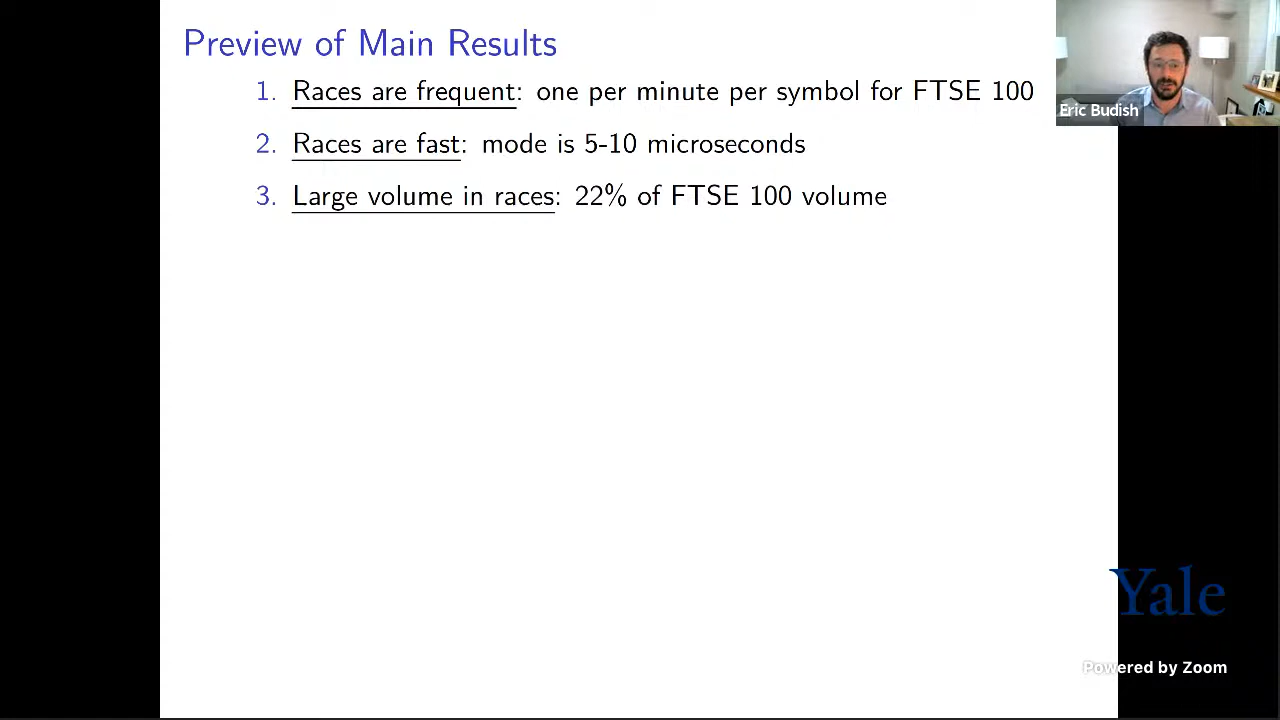 Preview of Main Results
1. Races are frequent: one per minute per symbol for FTSE 100
2. Races are fast: mode is 5-10 microseconds
3. Large volume in races: 22% of FTSE 100 volume
Eric Budish
Yale
Powered by Zoom